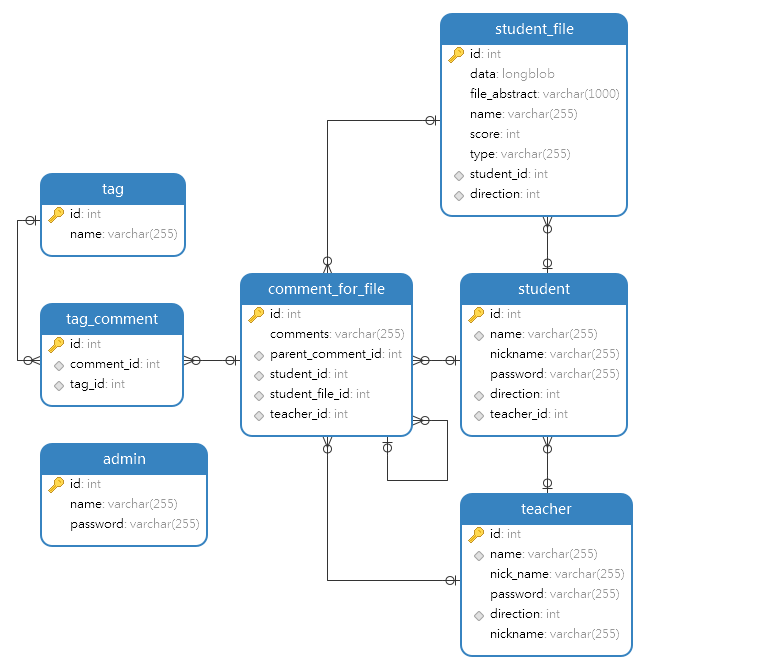 student_file
id: int
data: longblob
file_abstract: varchar(1000)
name: varchar(255)
score: int
type: varchar(255)
student_id: int
direction: int
tag
id: int
name: varchar(255)
tag_comment
id: int
comment_id: int
tag_id: int
comment_for_file
id: int
comments: varchar(255)
parent_comment_id: int
student_id: int
student_file_id: int
teacher_id: int
student
id: int
name: varchar(255)
nickname: varchar(255)
password: varchar(255)
direction: int
teacher_id: int
admin
id: int
name: varchar(255)
password: varchar(255)
teacher
id: int
name: varchar(255)
nick_name: varchar(255)
password: varchar(255)
direction: int
nickname: varchar(255)